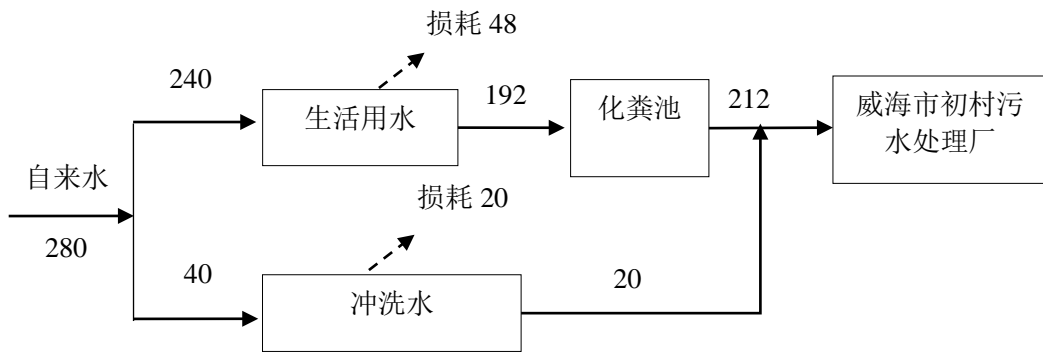 损耗 48
240
生活用水
192
化粪池
212
威海市初村污
水处理厂
自来水
280
损耗 20
40
冲洗水
20